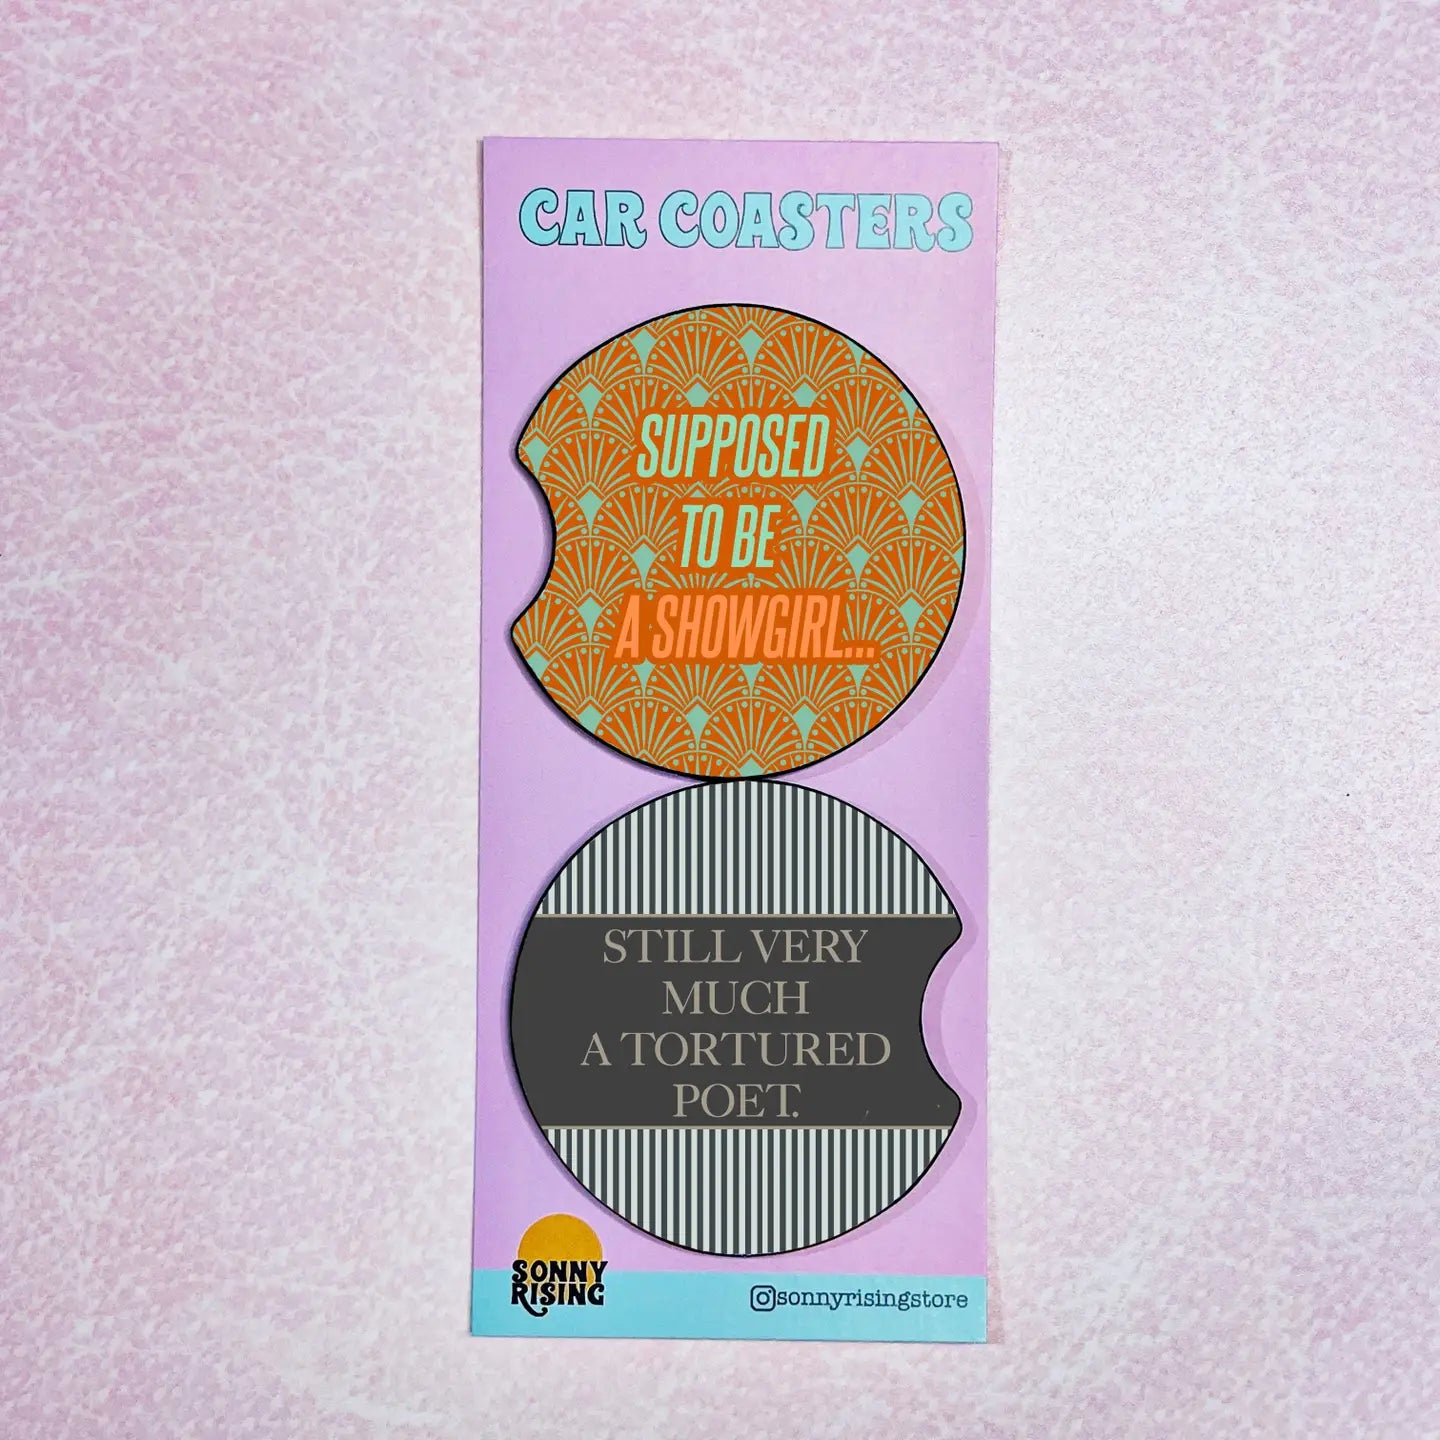 CAR COASTERS
SUPPOSED
TO BE
A SHOWGIRL...
STILL VERY
MUCH
A TORTURED
POET.
SONNY
RISING
sonnyrisingstore